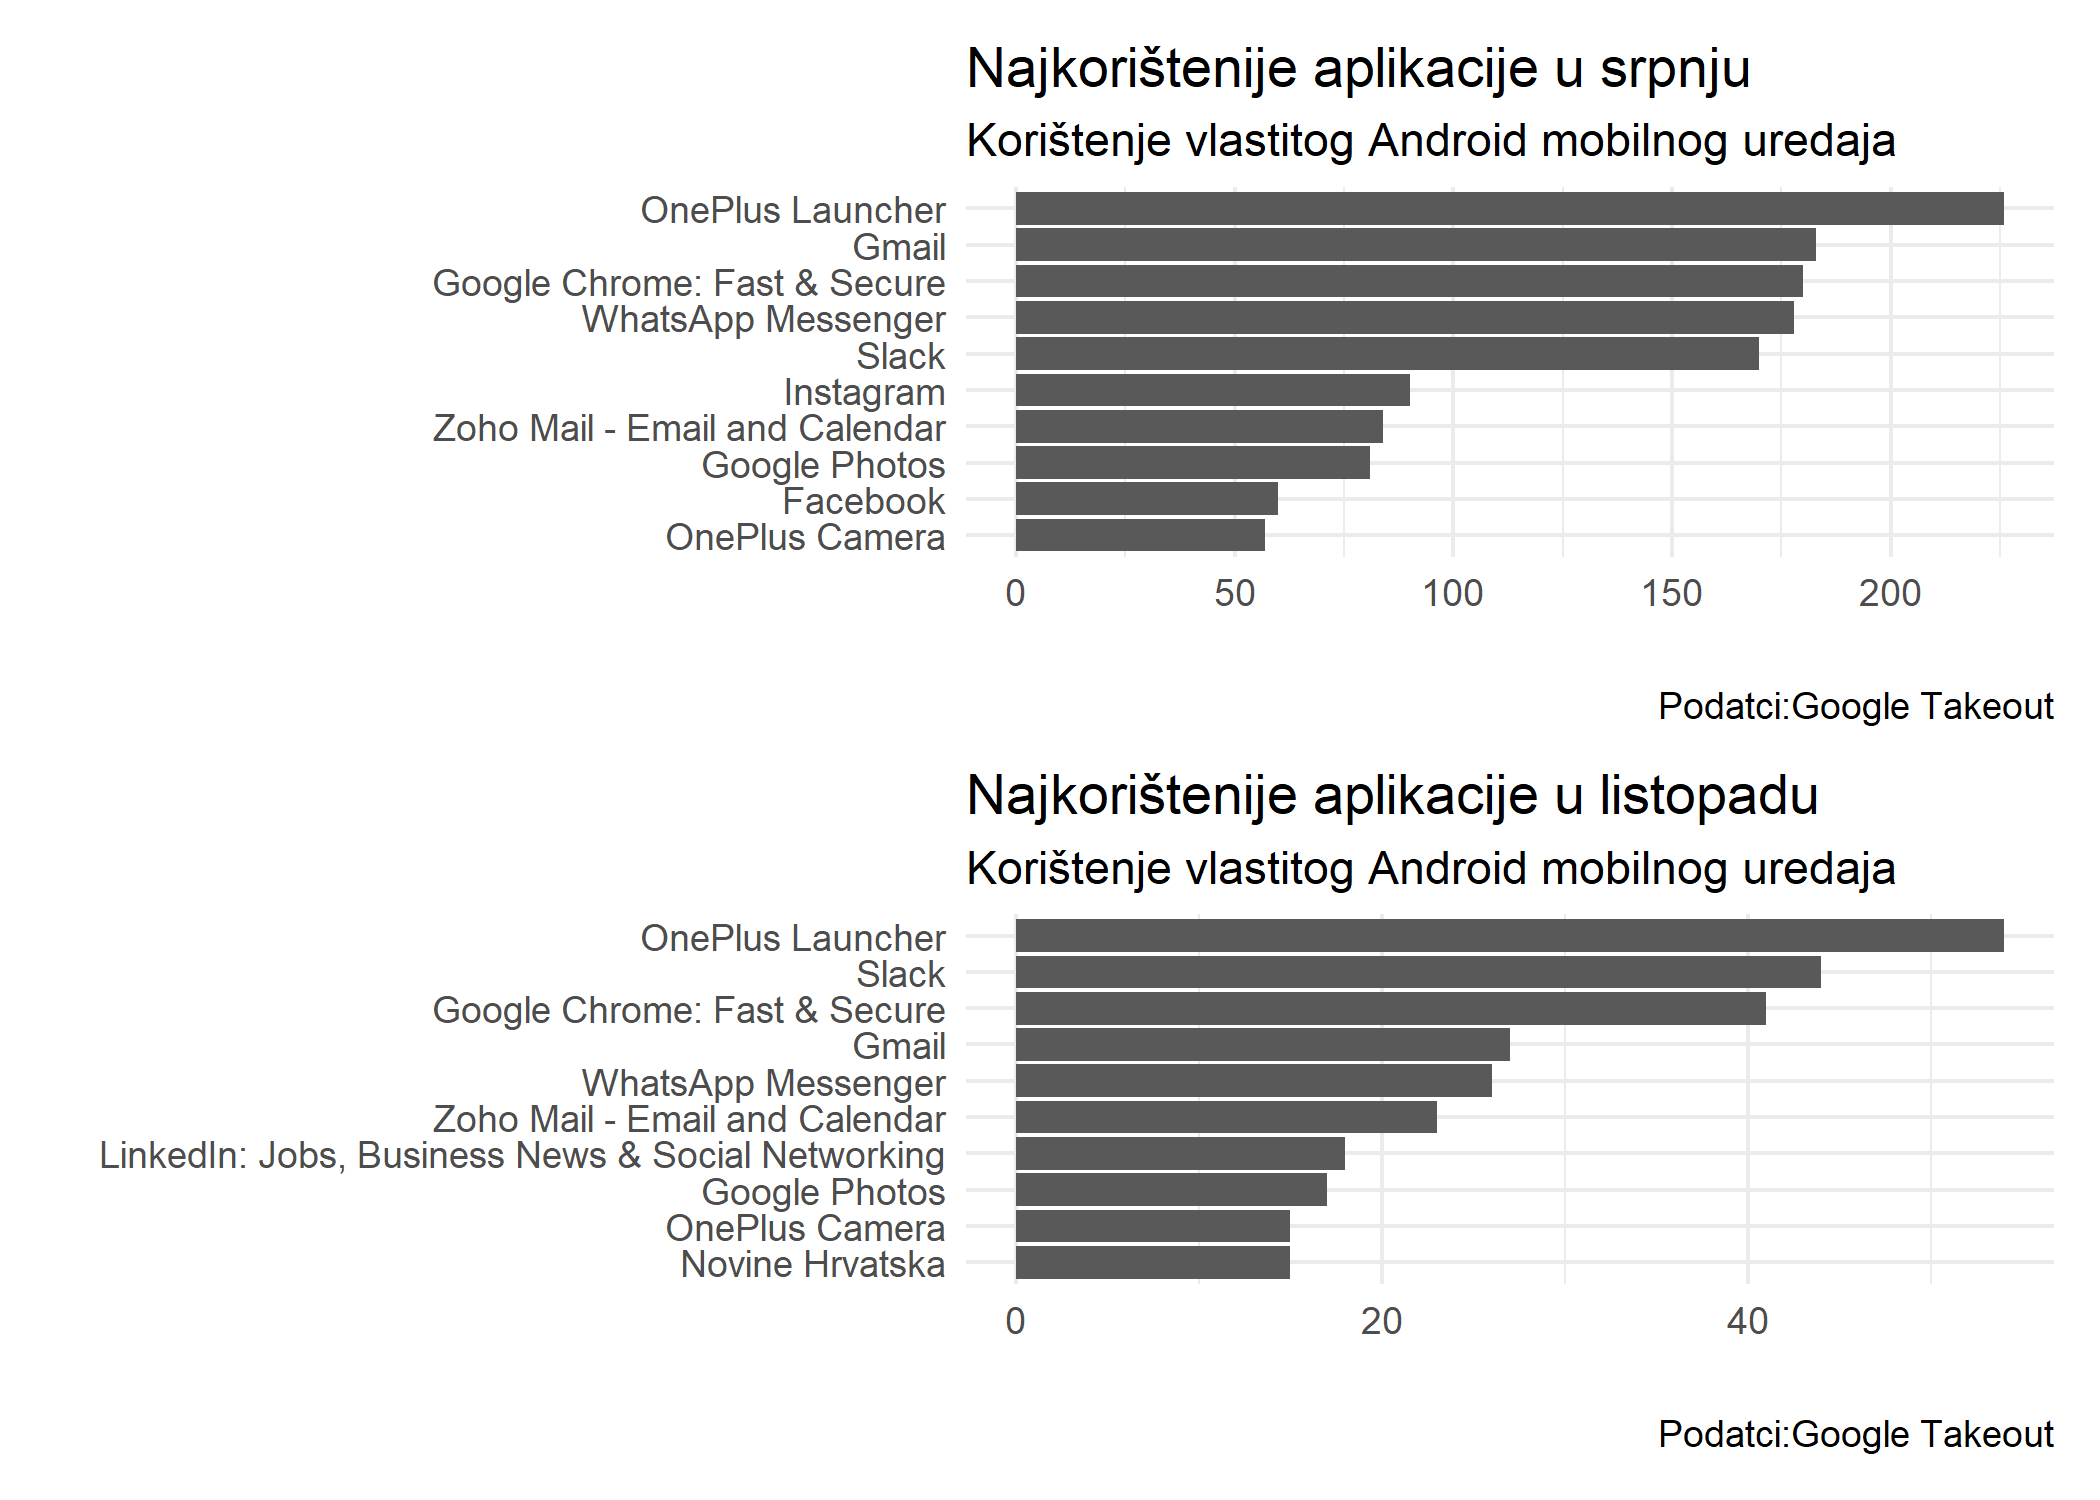 Najkorištenije aplikacije u srpnju
Korištenje vlastitog Android mobilnog uredaja
OnePlus Launcher
Gmail
Google Chrome: Fast & Secure
WhatsApp Messenger
Slack
Instagram
Zoho Mail - Email and Calendar
Google Photos
Facebook
OnePlus Camera
0 50 100 150 200
Podatci:Google Takeout
Najkorištenije aplikacije u listopadu
Korištenje vlastitog Android mobilnog uredaja
OnePlus Launcher
Slack
Google Chrome: Fast & Secure
Gmail
WhatsApp Messenger
Zoho Mail - Email and Calendar
LinkedIn: Jobs, Business News & Social Networking
Google Photos
OnePlus Camera
Novine Hrvatska
0 20 40
Podatci:Google Takeout